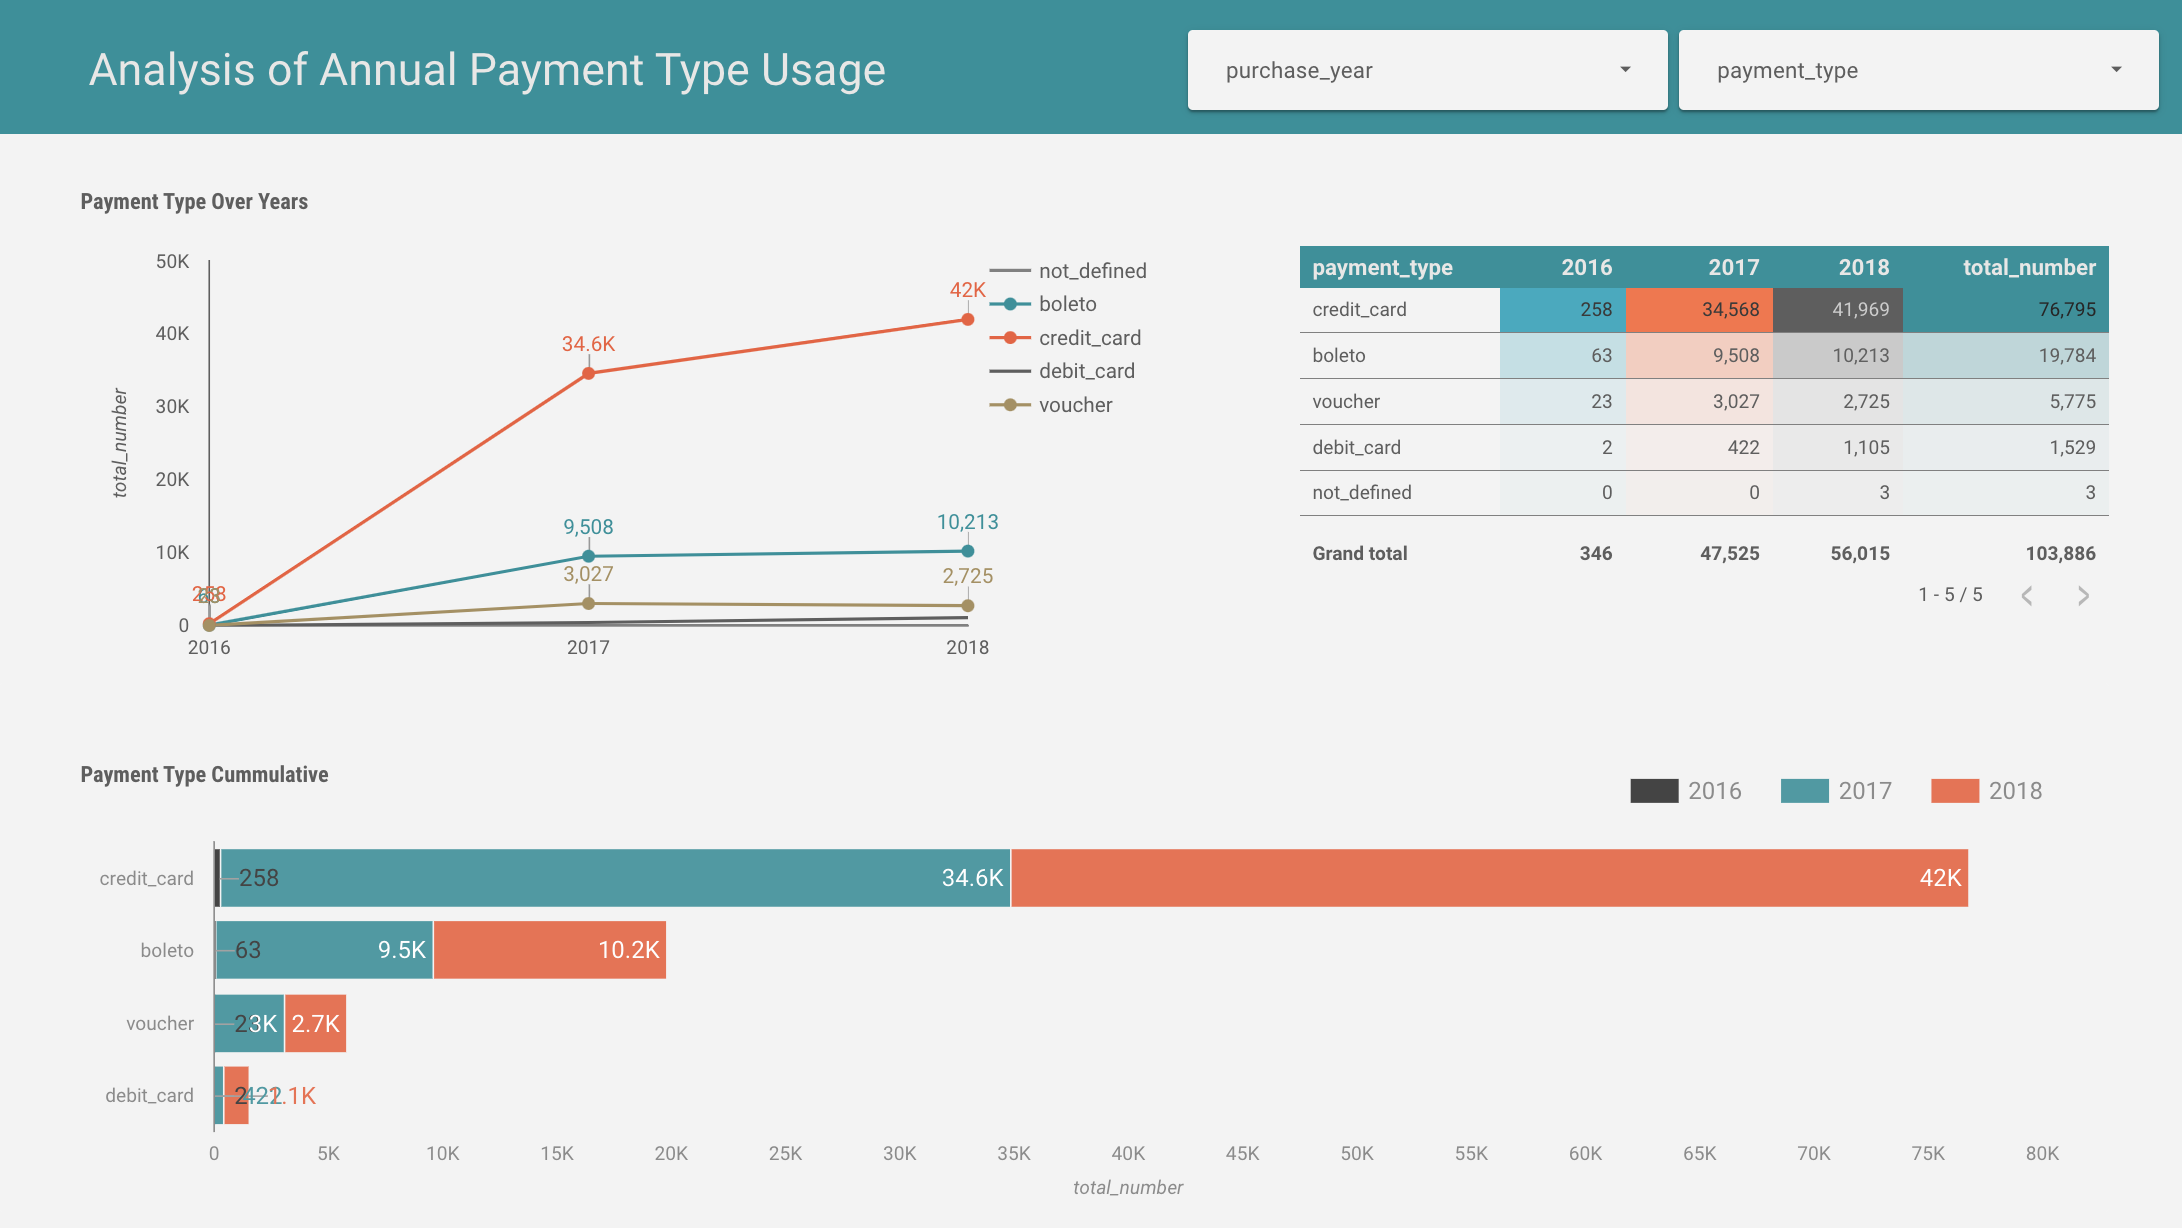 Analysis of Annual Payment Type Usage
purchase_year
payment_type
Payment Type Over Years
50K
40K
30K
20K
10K
0
total_number
2016
2017
2018
258
63
23
34.6K
42K
9,508
10,213
3,027
2,725
not_defined
boleto
credit_card
debit_card
voucher
payment_type 2016 2017 2018 total_number
credit_card 258 34,568 41,969 76,795
boleto 63 9,508 10,213 19,784
voucher 23 3,027 2,725 5,775
debit_card 2 422 1,105 1,529
not_defined 0 0 3 3
Grand total 346 47,525 56,015 103,886
1 - 5 / 5
Payment Type Cummulative
2016 2017 2018
credit_card 258 34.6K 42K
boleto 63 9.5K 10.2K
voucher 23 3K 2.7K
debit_card 2 422 1.1K
0 5K 10K 15K 20K 25K 30K 35K 40K 45K 50K 55K 60K 65K 70K 75K 80K
total_number